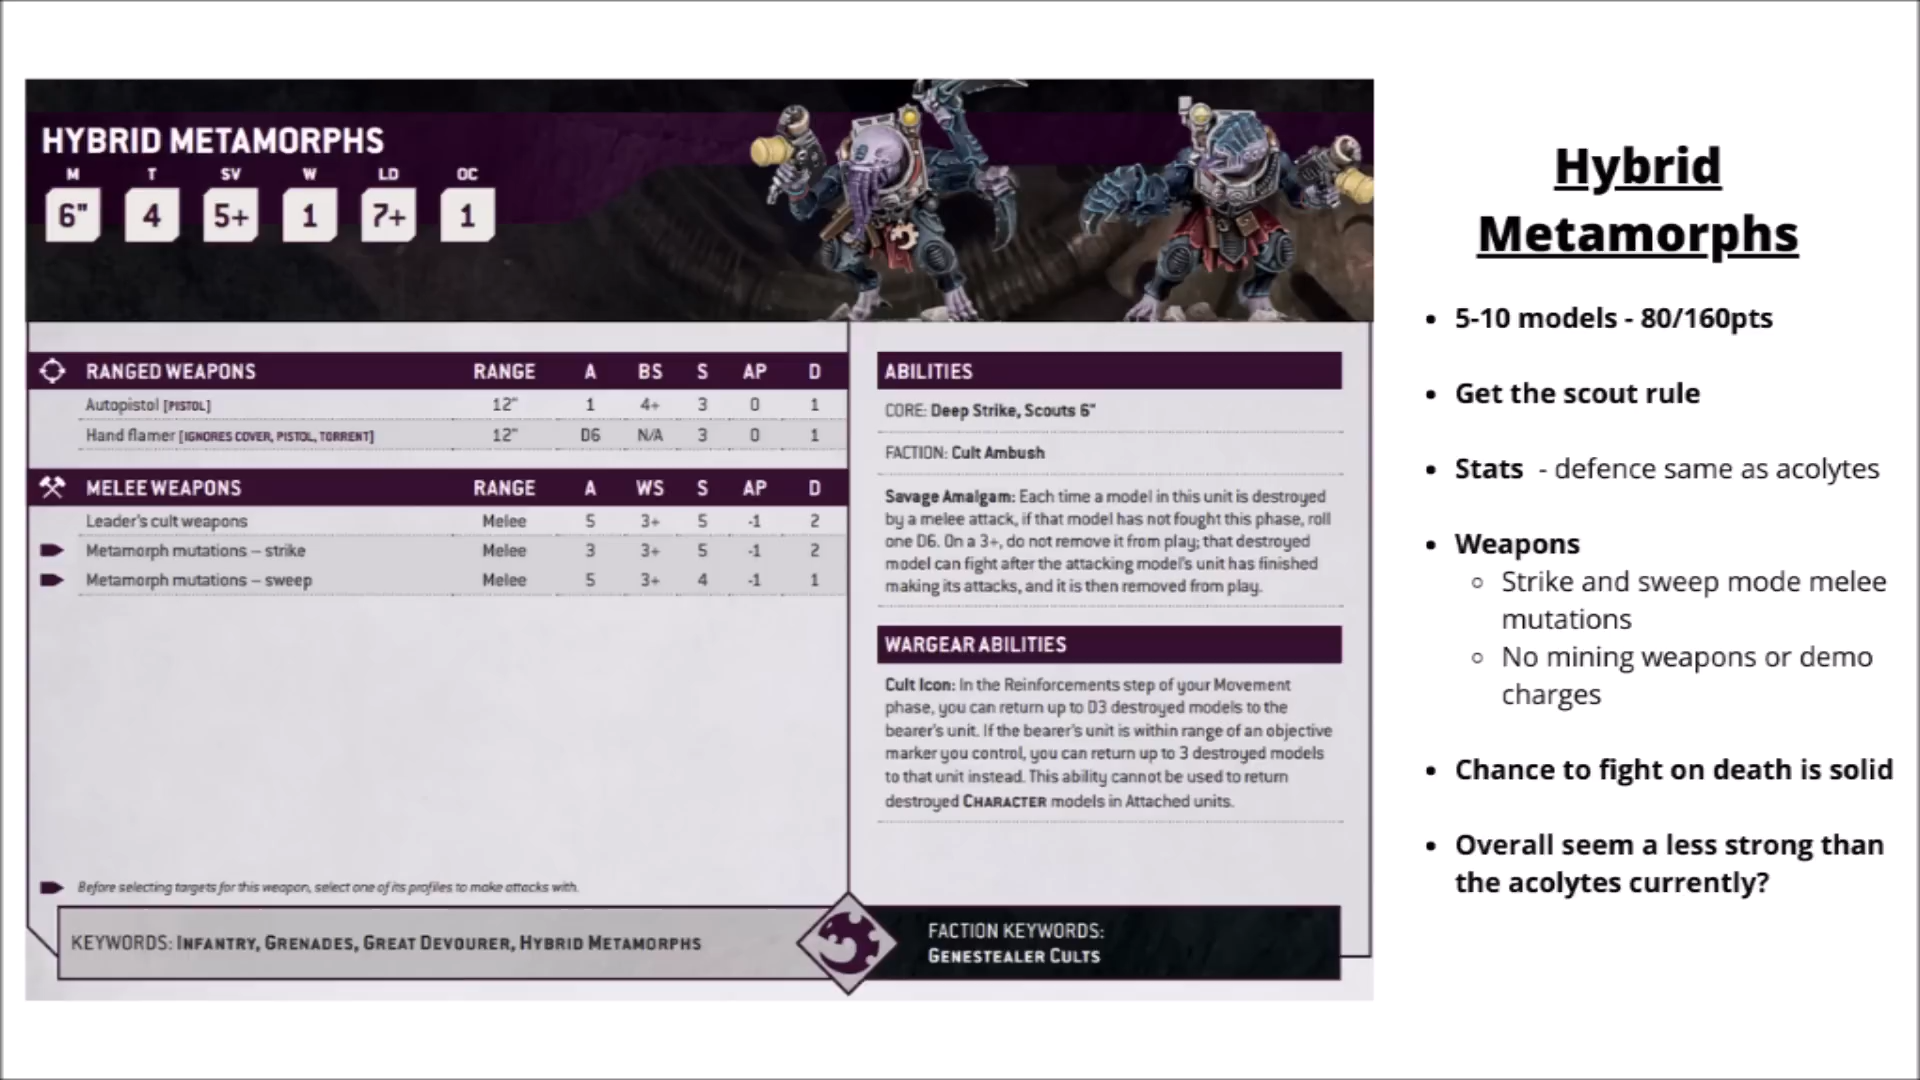 HYBRID METAMORPHS
M T SV W LD OC
6" 4 5+ 1 7+ 1
RANGED WEAPONS RANGE A BS S AP D
Autopistol [PISTOL] 12" 1 4+ 3 0 1
Hand flamer [IGNORES COVER, PISTOL, TORRENT] 12" D6 N/A 3 0 1
MELEE WEAPONS RANGE A WS S AP D
Leader's cult weapons Melee 5 3+ 5 -1 2
Metamorph mutations – strike Melee 3 3+ 5 -1 2
Metamorph mutations – sweep Melee 5 3+ 4 -1 1
Before selecting targets for this weapon, select one of its profiles to make attacks with.
KEYWORDS: INFANTRY, GRENADES, GREAT DEVOURER, HYBRID METAMORPHS
ABILITIES
CORE: Deep Strike, Scouts 6"
FACTION: Cult Ambush
Savage Amalgam: Each time a model in this unit is destroyed
by a melee attack, if that model has not fought this phase, roll
one D6. On a 3+, do not remove it from play; that destroyed
model can fight after the attacking model's unit has finished
making its attacks, and it is then removed from play.
WARGEAR ABILITIES
Cult Icon: In the Reinforcements step of your Movement
phase, you can return up to D3 destroyed models to the
bearer's unit. If the bearer's unit is within range of an objective
marker you control, you can return up to 3 destroyed models
to that unit instead. This ability cannot be used to return
destroyed CHARACTER models in Attached units.
FACTION KEYWORDS:
GENESTEALER CULTS
Hybrid
Metamorphs
• 5-10 models - 80/160pts
• Get the scout rule
• Stats - defence same as acolytes
• Weapons
○ Strike and sweep mode melee
mutations
○ No mining weapons or demo
charges
• Chance to fight on death is solid
• Overall seem a less strong than
the acolytes currently?